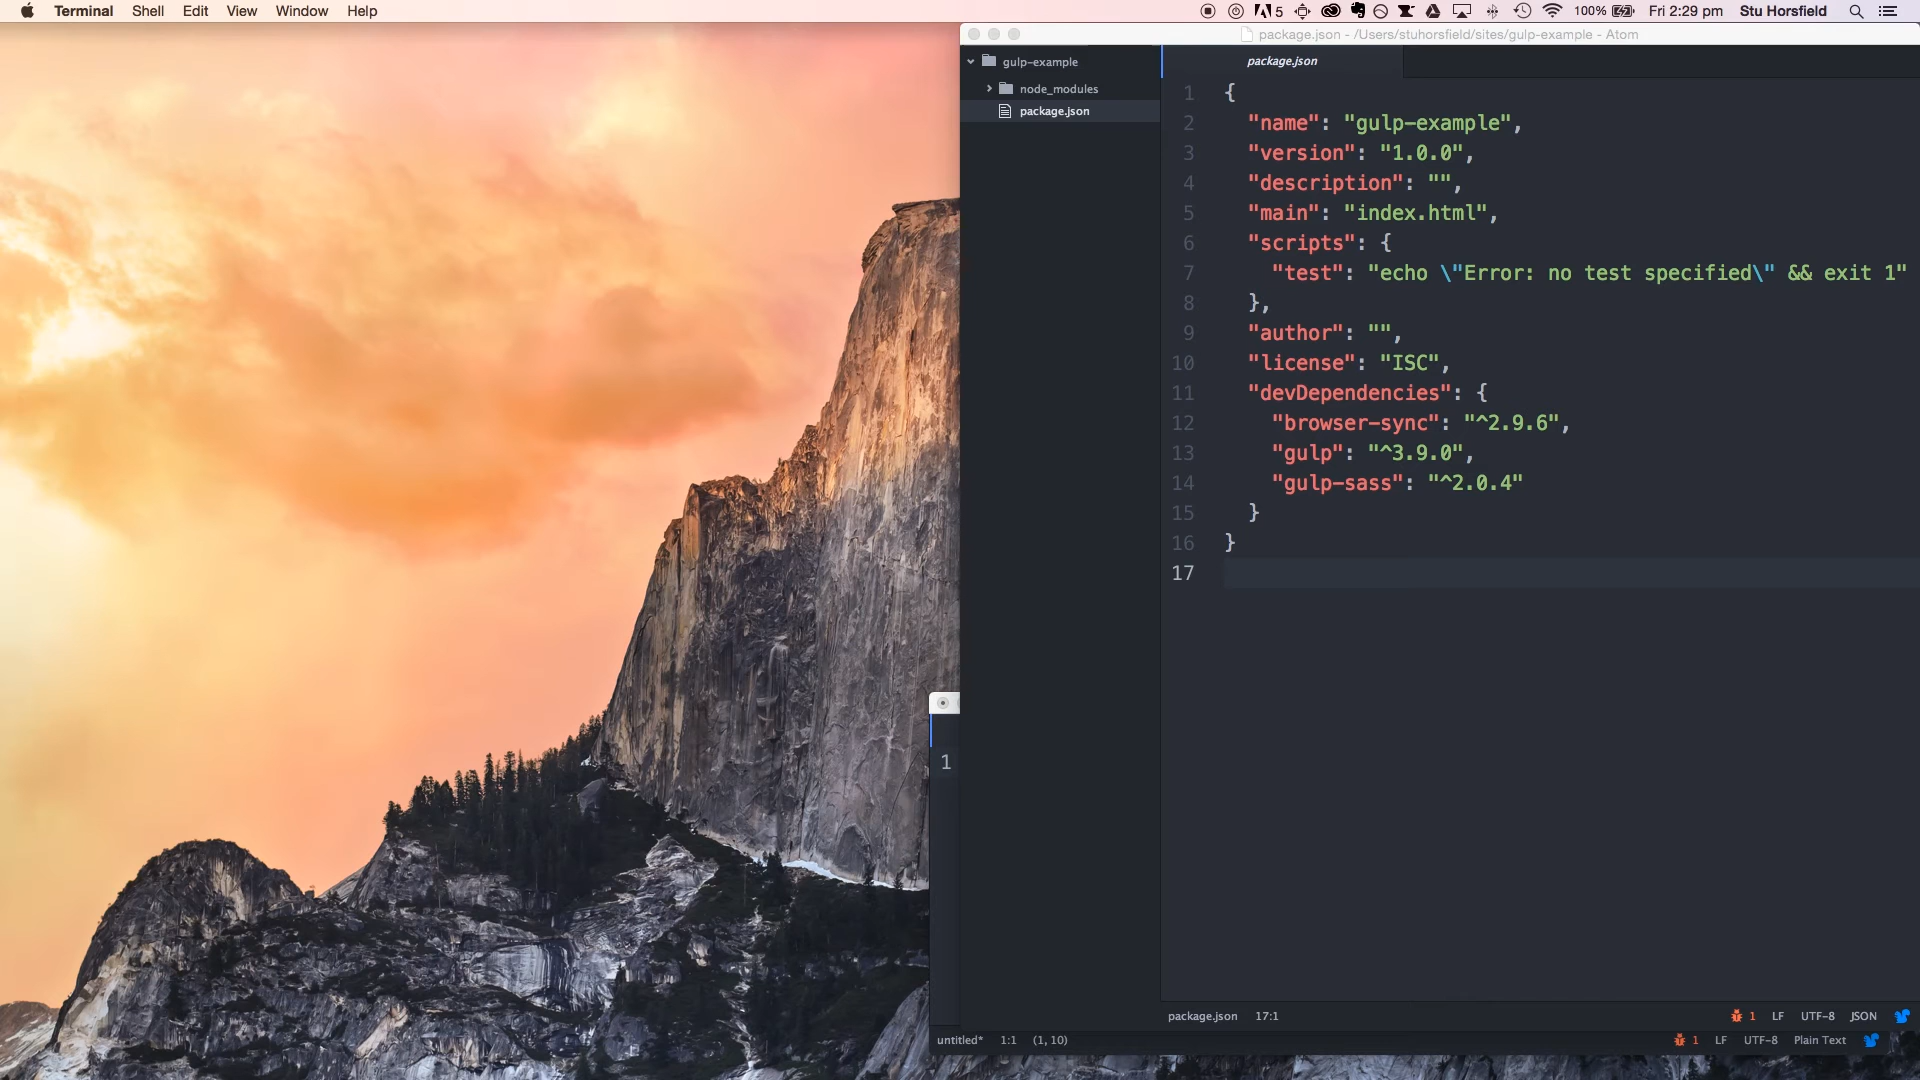 Terminal Shell Edit View Window Help
5 100% Fri 2:29 pm Stu Horsfield
package.json - /Users/stuhorsfield/sites/gulp-example - Atom
gulp-example
node_modules
package.json
package.json
1 {
2 "name": "gulp-example",
3 "version": "1.0.0",
4 "description": "",
5 "main": "index.html",
6 "scripts": {
7 "test": "echo \"Error: no test specified\" && exit 1"
8 },
9 "author": "",
10 "license": "ISC",
11 "devDependencies": {
12 "browser-sync": "^2.9.6",
13 "gulp": "^3.9.0",
14 "gulp-sass": "^2.0.4"
15 }
16 }
17
1
package.json 17:1 1 LF UTF-8 JSON
untitled* 1:1 (1, 10) 1 LF UTF-8 Plain Text